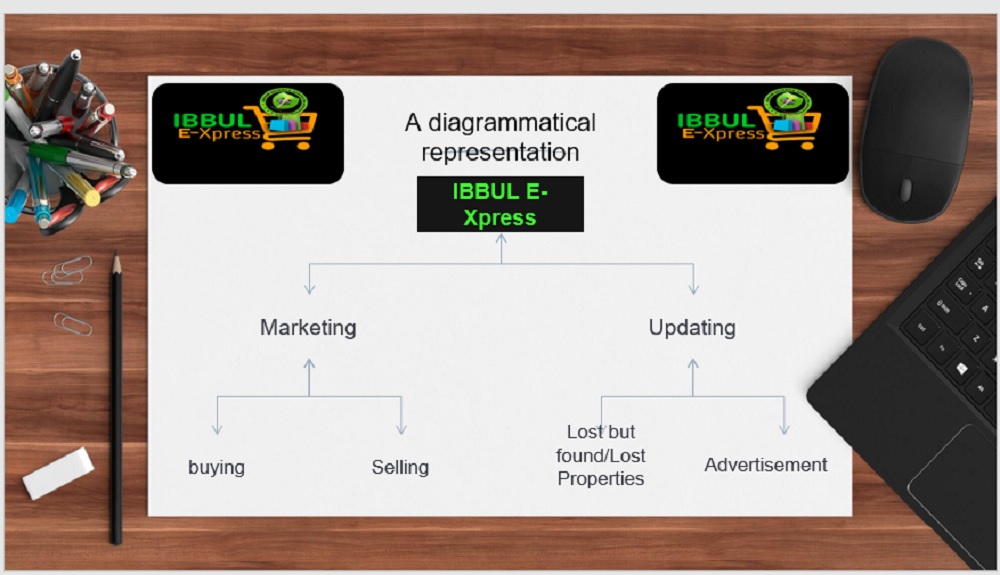 IBBUL
E-Xpress
IBBUL
E-Xpress
A diagrammatical
representation
IBBUL E-
Xpress
Marketing
Updating
buying
Selling
Lost but
found/Lost
Properties
Advertisement